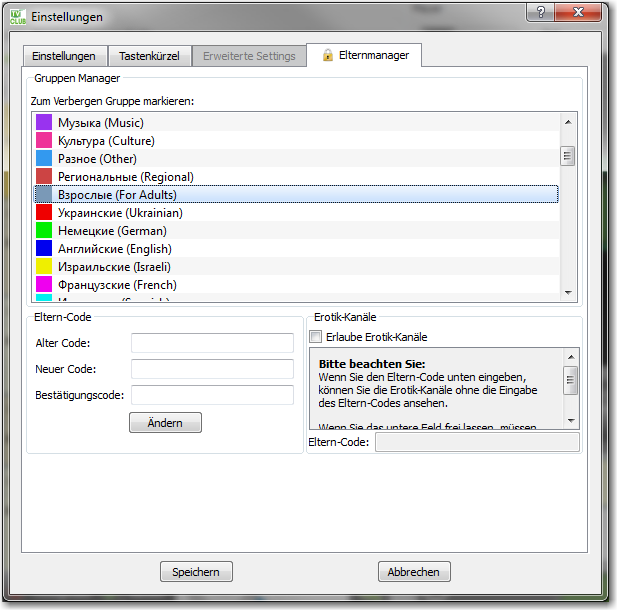 TV CLUB
Einstellungen
?
Einstellungen Tastenkürzel Erweiterte Settings Elternmanager
Gruppen Manager
Zum Verbergen Gruppe markieren:
Музыка (Music)
Культура (Culture)
Разное (Other)
Региональные (Regional)
Взрослые (For Adults)
Украинские (Ukrainian)
Немецкие (German)
Английские (English)
Израильские (Israeli)
Французские (French)
Eltern-Code
Alter Code:
Neuer Code:
Bestätigungscode:
Ändern
Erotik-Kanäle
Erlaube Erotik-Kanäle
Bitte beachten Sie:
Wenn Sie den Eltern-Code unten eingeben,
können Sie die Erotik-Kanäle ohne die Eingabe
des Eltern-Codes ansehen.
Wenn Sie das untere Feld frei lassen, müssen
Eltern-Code:
Speichern Abbrechen